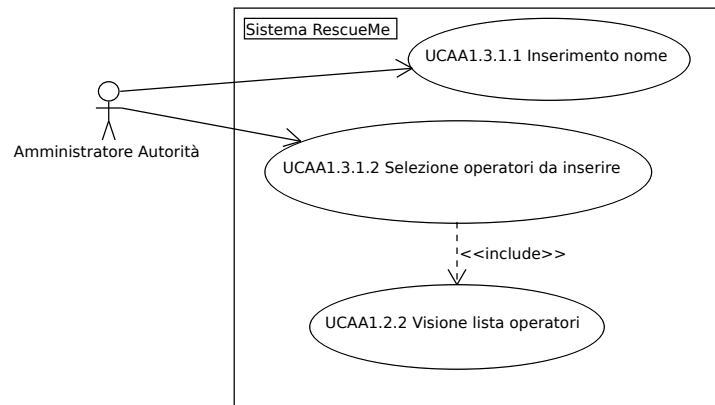 Sistema RescueMe
UCAA1.3.1.1 Inserimento nome
Amministratore Autorità
UCAA1.3.1.2 Selezione operatori da inserire
<<include>>
UCAA1.2.2 Visione lista operatori